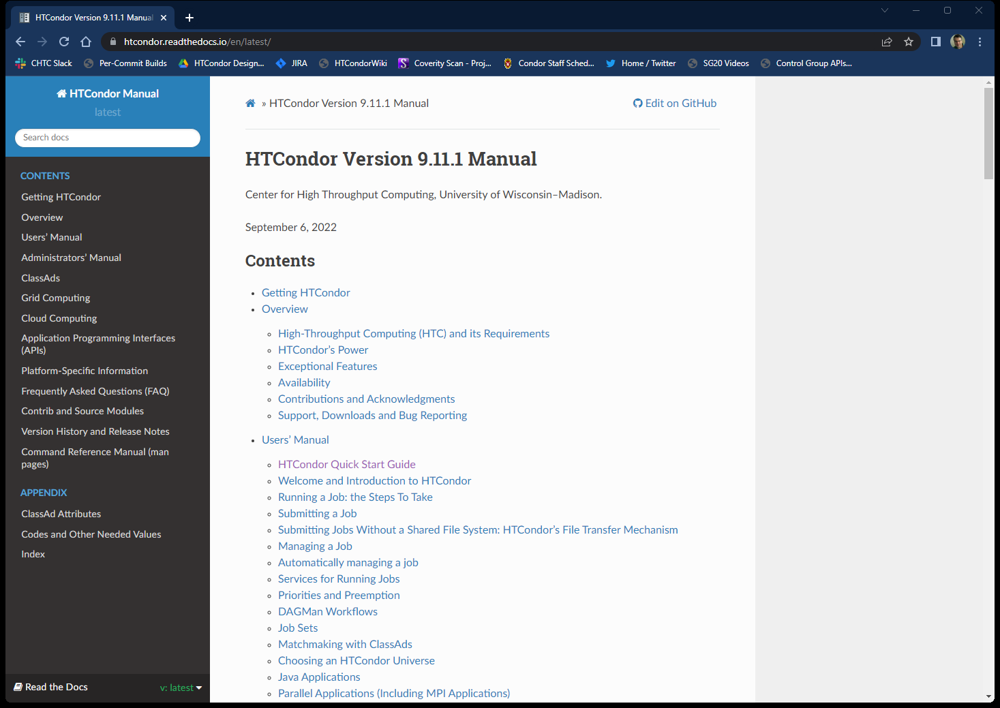 HTCondor Version 9.11.1 Manual
htcondor.readthedocs.io/en/latest/
CHTC Slack
Per-Commit Builds
HTCondor Design...
JIRA
HTCondorWiki
Coverity Scan - Proj...
Condor Staff Sched...
Home / Twitter
SG20 Videos
Control Group APIs...
HTCondor Manual
latest
Search docs
CONTENTS
Getting HTCondor
Overview
Users' Manual
Administrators' Manual
ClassAds
Grid Computing
Cloud Computing
Application Programming Interfaces
(APIs)
Platform-Specific Information
Frequently Asked Questions (FAQ)
Contrib and Source Modules
Version History and Release Notes
Command Reference Manual (man
pages)
APPENDIX
ClassAd Attributes
Codes and Other Needed Values
Index
Read the Docs
v: latest
» HTCondor Version 9.11.1 Manual
Edit on GitHub
HTCondor Version 9.11.1 Manual
Center for High Throughput Computing, University of Wisconsin–Madison.
September 6, 2022
Contents
• Getting HTCondor
• Overview
◦ High-Throughput Computing (HTC) and its Requirements
◦ HTCondor's Power
◦ Exceptional Features
◦ Availability
◦ Contributions and Acknowledgments
◦ Support, Downloads and Bug Reporting
• Users' Manual
◦ HTCondor Quick Start Guide
◦ Welcome and Introduction to HTCondor
◦ Running a Job: the Steps To Take
◦ Submitting a Job
◦ Submitting Jobs Without a Shared File System: HTCondor's File Transfer Mechanism
◦ Managing a Job
◦ Automatically managing a job
◦ Services for Running Jobs
◦ Priorities and Preemption
◦ DAGMan Workflows
◦ Job Sets
◦ Matchmaking with ClassAds
◦ Choosing an HTCondor Universe
◦ Java Applications
◦ Parallel Applications (Including MPI Applications)